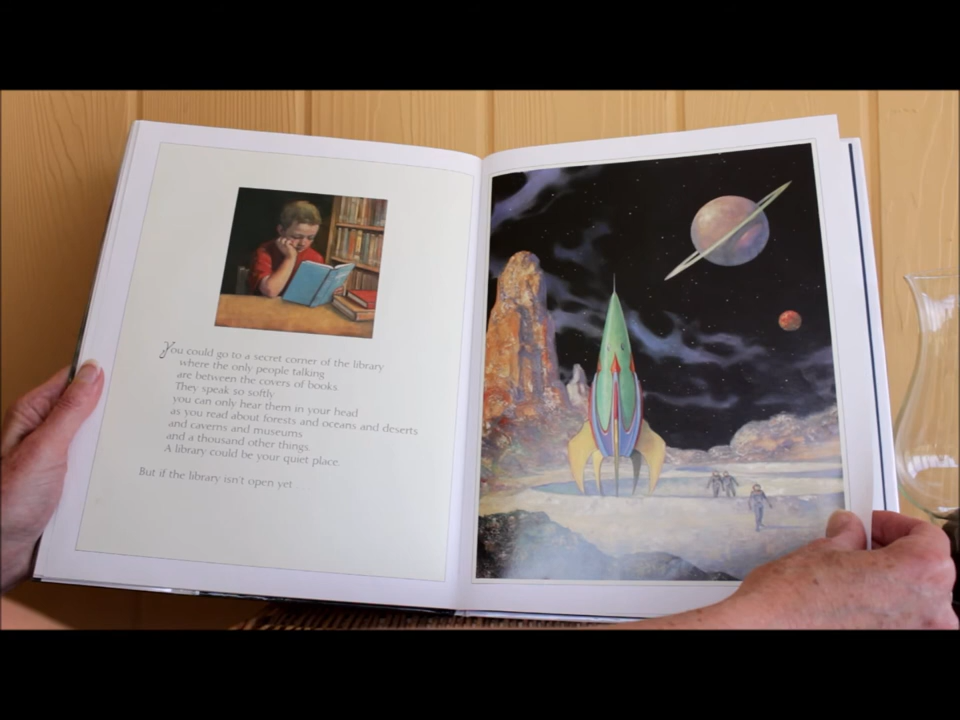 You could go to a secret corner of the library
where the only people talking
are between the covers of books.
They speak so softly
you can only hear them in your head
as you read about forests and oceans and deserts
and caverns and museums
and a thousand other things.
A library could be your quiet place.
But if the library isn't open yet . . .